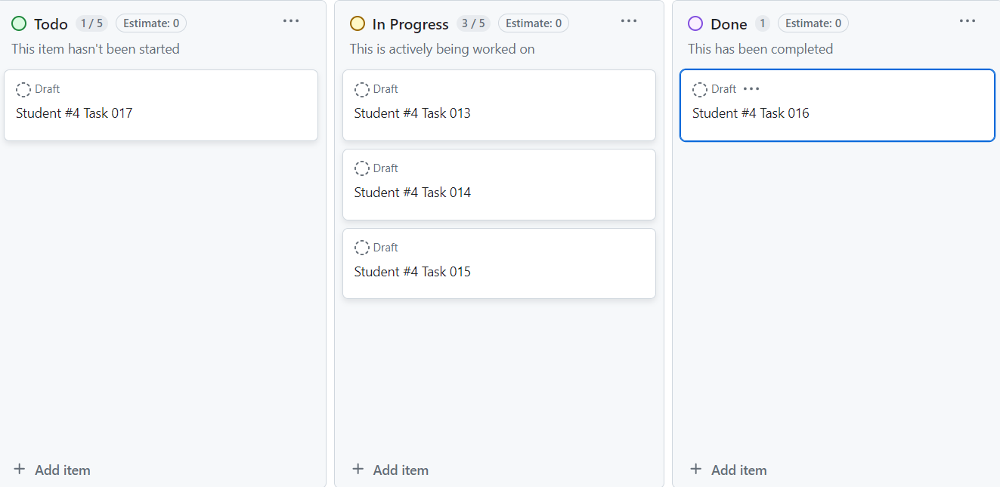 Todo 1 / 5 Estimate: 0 ···
This item hasn't been started
Draft
Student #4 Task 017
+ Add item
In Progress 3 / 5 Estimate: 0 ···
This is actively being worked on
Draft
Student #4 Task 013
Draft
Student #4 Task 014
Draft
Student #4 Task 015
+ Add item
Done 1 Estimate: 0 ···
This has been completed
Draft ···
Student #4 Task 016
+ Add item